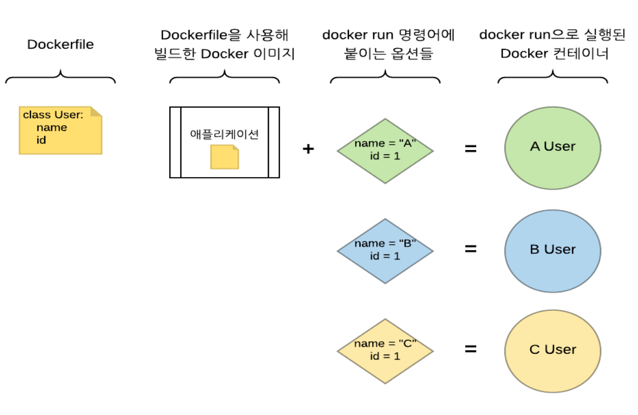 Dockerfile
Dockerfile을 사용해
빌드한 Docker 이미지
docker run 명령어에
붙이는 옵션들
docker run으로 실행된
Docker 컨테이너
class User:
name
id
애플리케이션
+
name = "A"
id = 1
=
A User
name = "B"
id = 1
=
B User
name = "C"
id = 1
=
C User